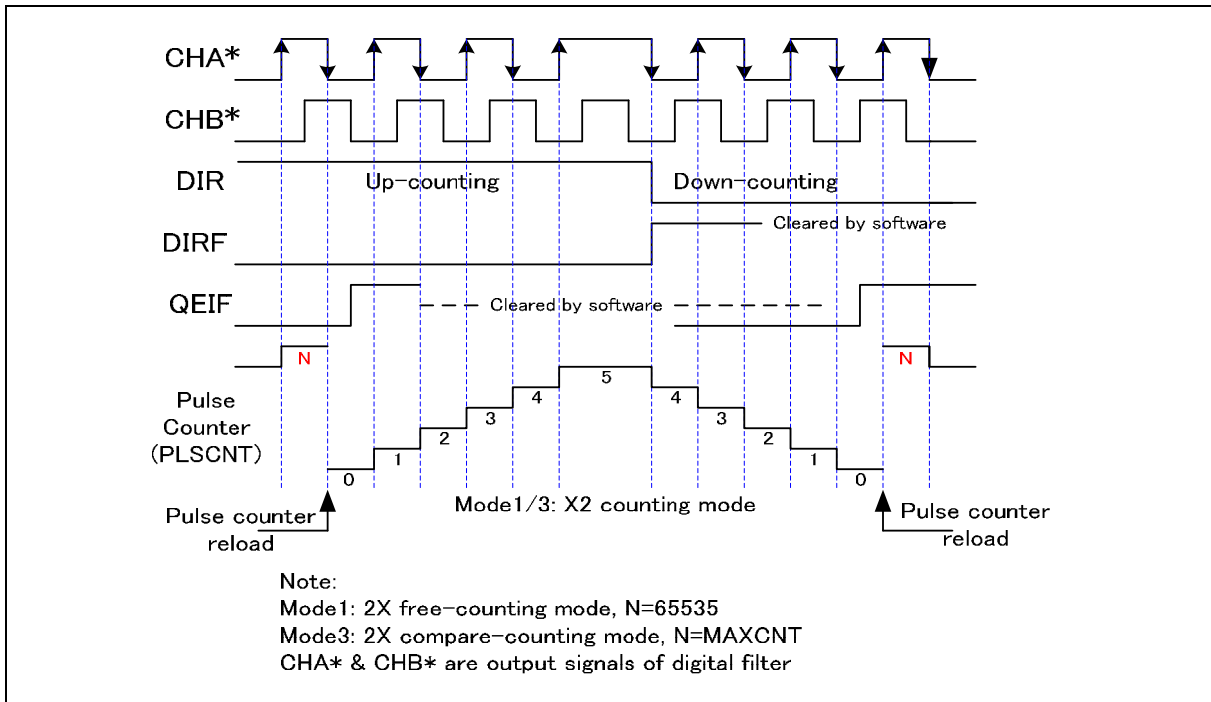 CHA*
CHB*
DIR
Up-counting
Down-counting
DIRF
Cleared by software
QEIF
Cleared by software
N
N
Pulse
Counter
(PLSCNT)
0
1
2
3
4
5
4
3
2
1
0
Mode1/3: X2 counting mode
Pulse counter
reload
Pulse counter
reload
Note:
Mode1: 2X free-counting mode, N=65535
Mode3: 2X compare-counting mode, N=MAXCNT
CHA* & CHB* are output signals of digital filter